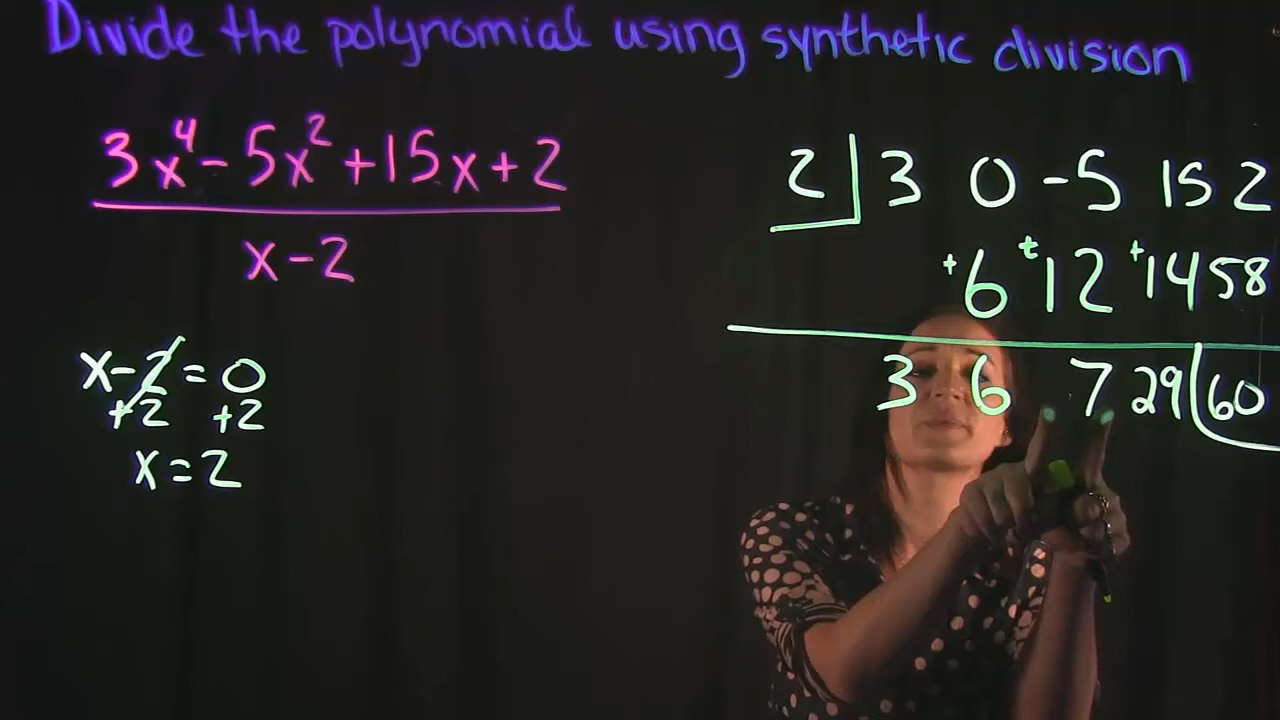 Divide the polynomial using synthetic division
3x⁴ - 5x² + 15x + 2
x - 2
x - 2 = 0
+2 +2
x = 2
2 3 0 -5 15 2
+6 +12 +14 58
3 6 7 29 60